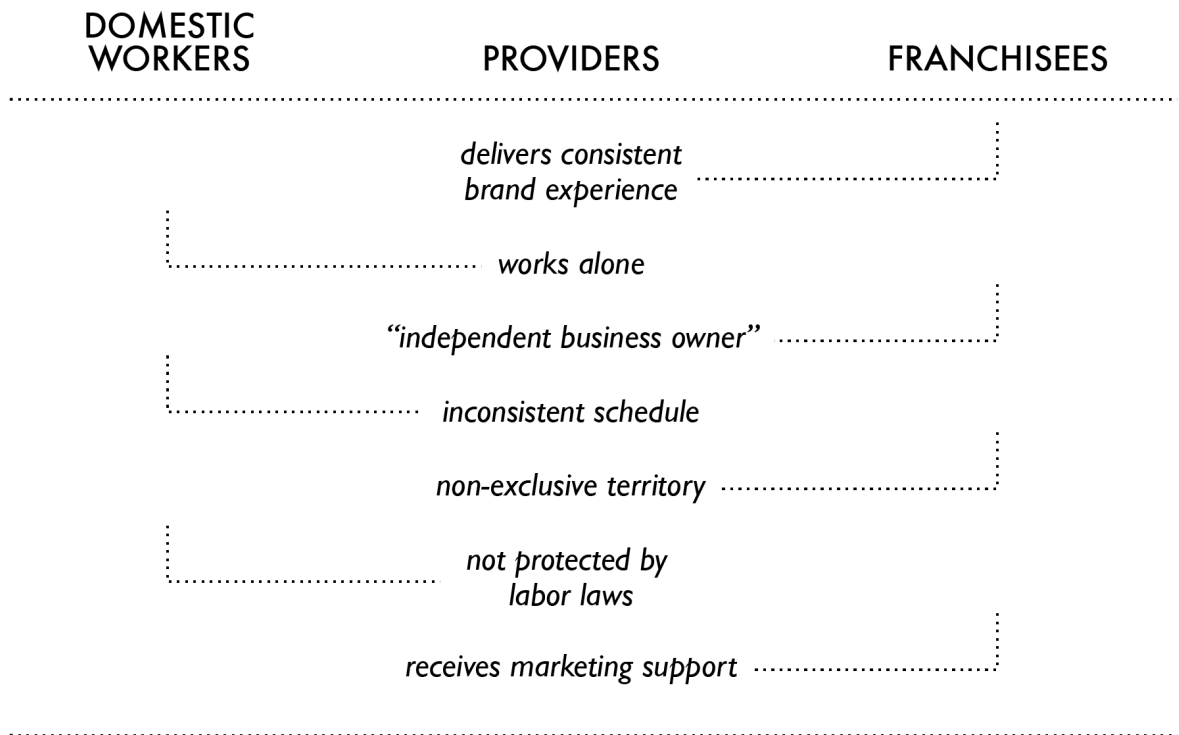 DOMESTIC
WORKERS
PROVIDERS
FRANCHISEES
delivers consistent
brand experience
works alone
“independent business owner”
inconsistent schedule
non-exclusive territory
not protected by
labor laws
receives marketing support